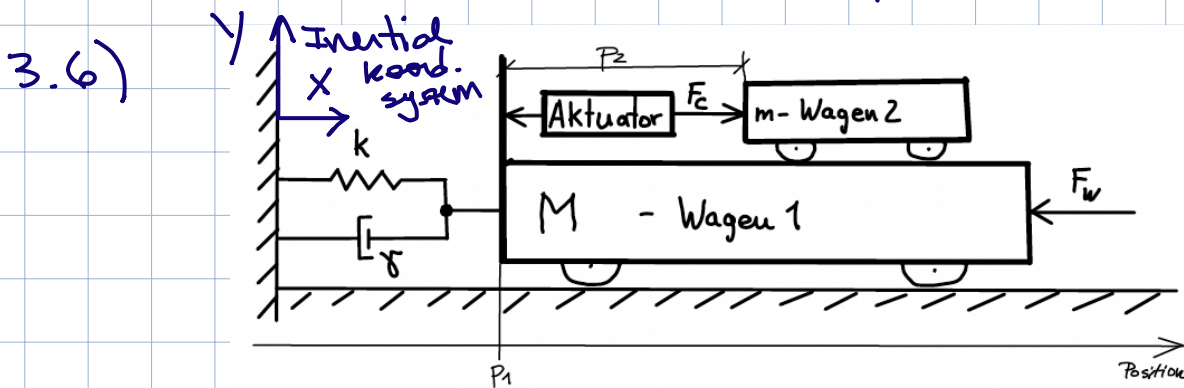 3.6)
y Inertial
x koord.
system
P2
Aktuator
Fc
m- Wagen 2
k
γ
M - Wagen 1
Fw
P1
Position